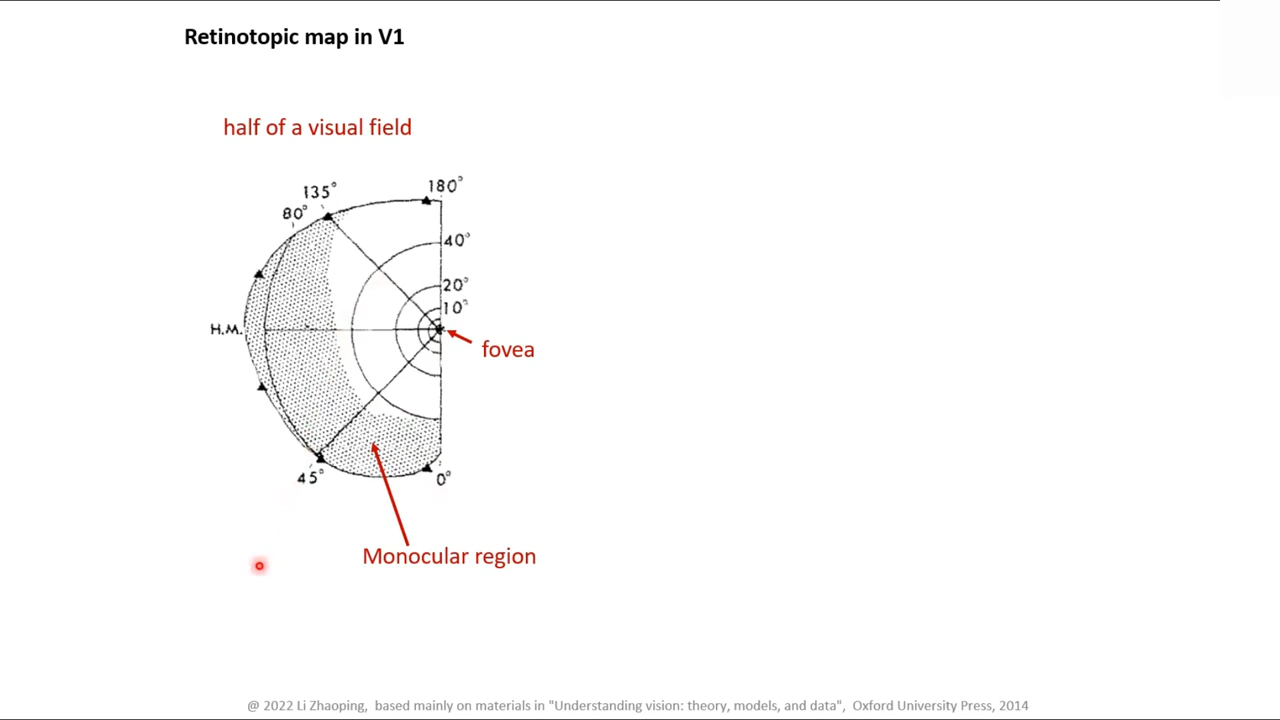 Retinotopic map in V1
half of a visual field
180°
135°
80°
40°
20°
10°
H.M.
fovea
45°
0°
Monocular region
@ 2022 Li Zhaoping, based mainly on materials in "Understanding vision: theory, models, and data", Oxford University Press, 2014